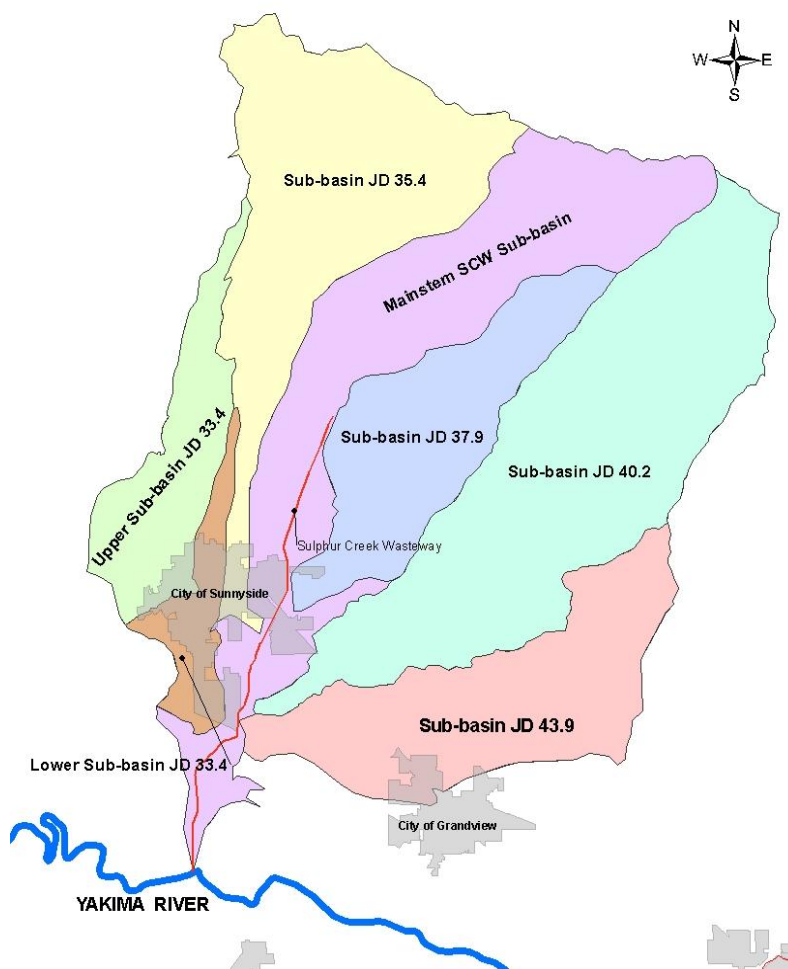 N
W E
S
Sub-basin JD 35.4
Mainstem SCW Sub-basin
Sub-basin JD 37.9
Upper Sub-basin JD 33.4
Sub-basin JD 40.2
Sulphur Creek Wasteway
City of Sunnyside
Sub-basin JD 43.9
Lower Sub-basin JD 33.4
City of Grandview
YAKIMA RIVER